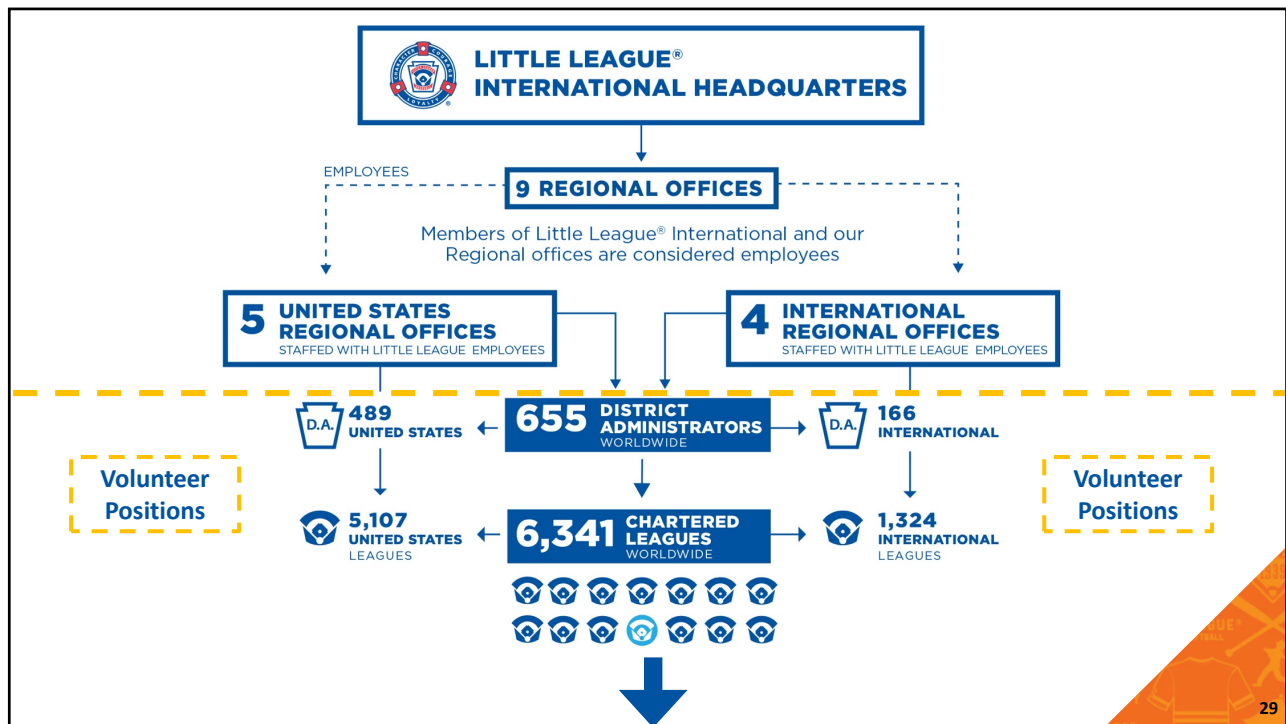 CHARACTER COURAGE
LOYALTY
LITTLE LEAGUE®
INTERNATIONAL HEADQUARTERS
EMPLOYEES
9 REGIONAL OFFICES
Members of Little League® International and our
Regional offices are considered employees
5 UNITED STATES
REGIONAL OFFICES
STAFFED WITH LITTLE LEAGUE EMPLOYEES
4 INTERNATIONAL
REGIONAL OFFICES
STAFFED WITH LITTLE LEAGUE EMPLOYEES
D.A.
489
UNITED STATES
655 DISTRICT
ADMINISTRATORS
WORLDWIDE
D.A.
166
INTERNATIONAL
Volunteer
Positions
Volunteer
Positions
5,107
UNITED STATES
LEAGUES
6,341 CHARTERED
LEAGUES
WORLDWIDE
1,324
INTERNATIONAL
LEAGUES
29